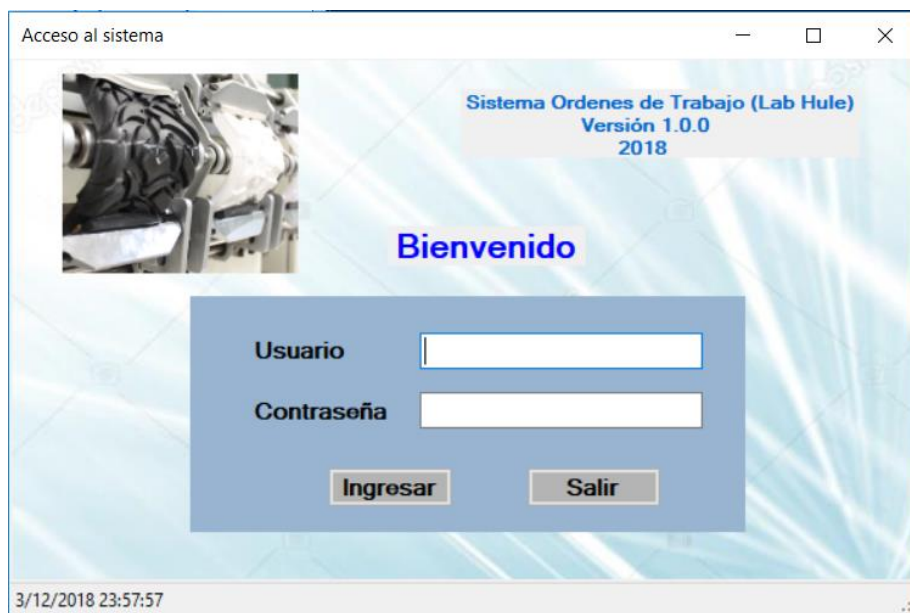 Acceso al sistema
Sistema Ordenes de Trabajo (Lab Hule)
Versión 1.0.0
2018
Bienvenido
Usuario
Contraseña
Ingresar Salir
3/12/2018 23:57:57